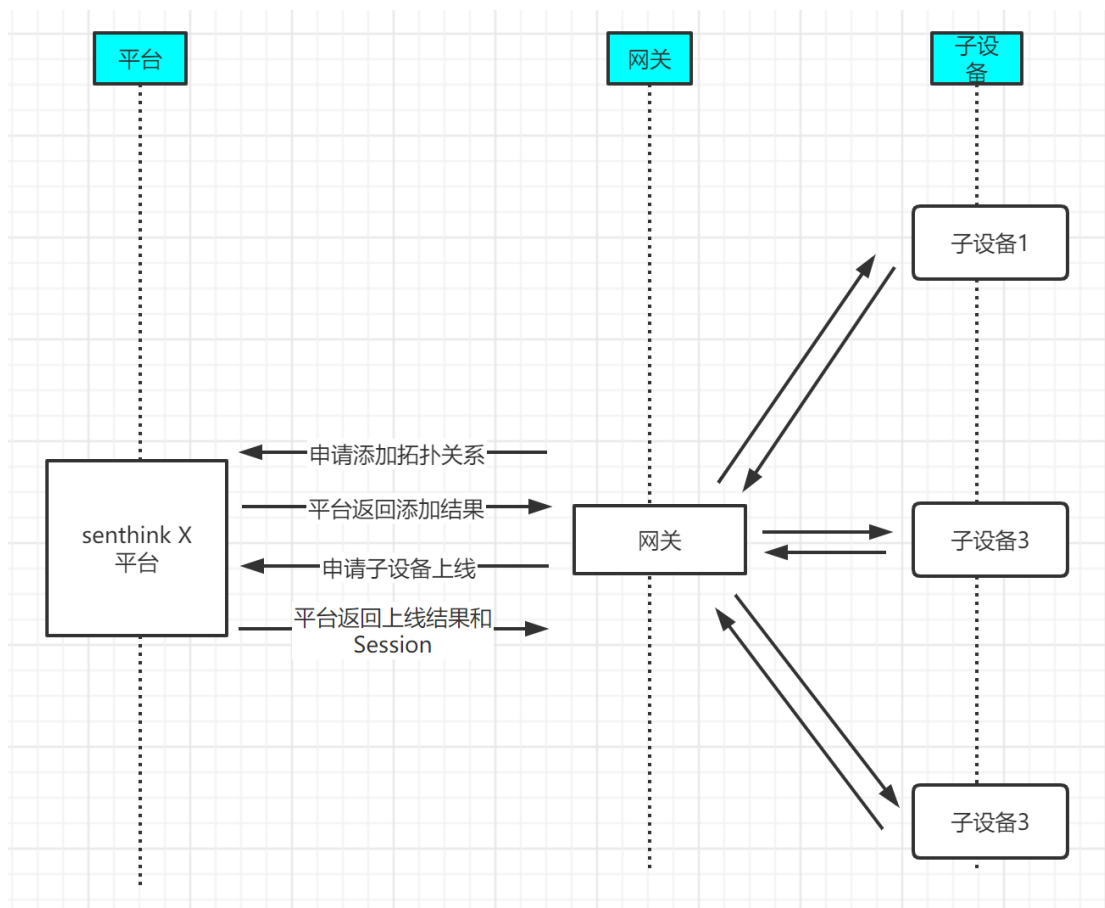 平台
网关
子设
备
子设备1
申请添加拓扑关系
平台返回添加结果
senthink X
平台
网关
子设备3
申请子设备上线
平台返回上线结果和
Session
子设备3